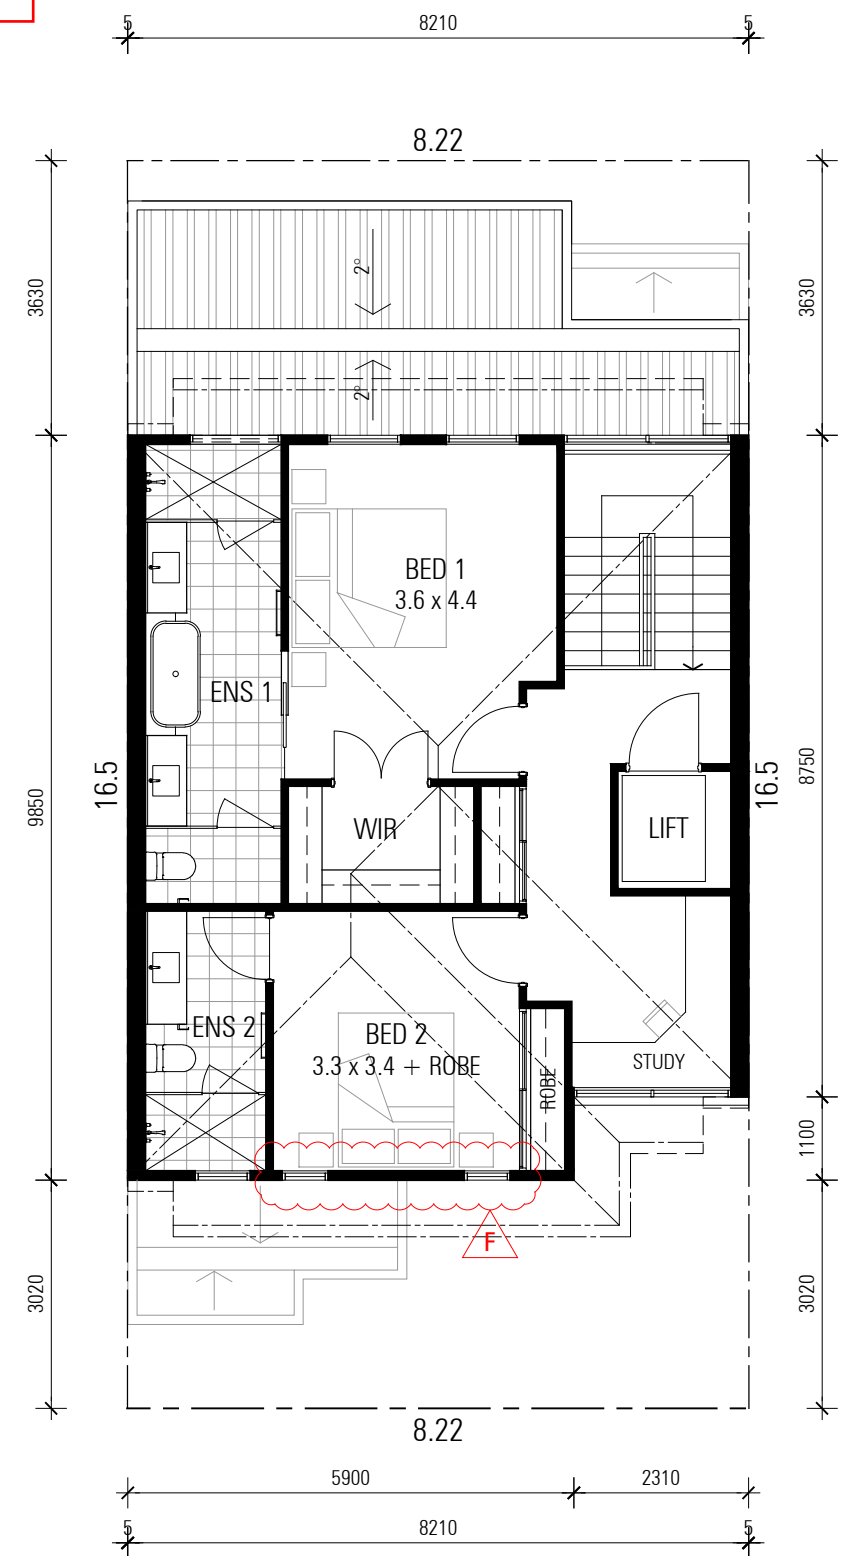 5
8210
5
8.22
3630
2°
3630
2°
BED 1
3.6 x 4.4
ENS 1
16.5
9850
16.5
8750
WIR
LIFT
ENS 2
BED 2
3.3 x 3.4 + ROBE
STUDY
ROBE
1100
F
3020
3020
8.22
5900
2310
5
8210
5